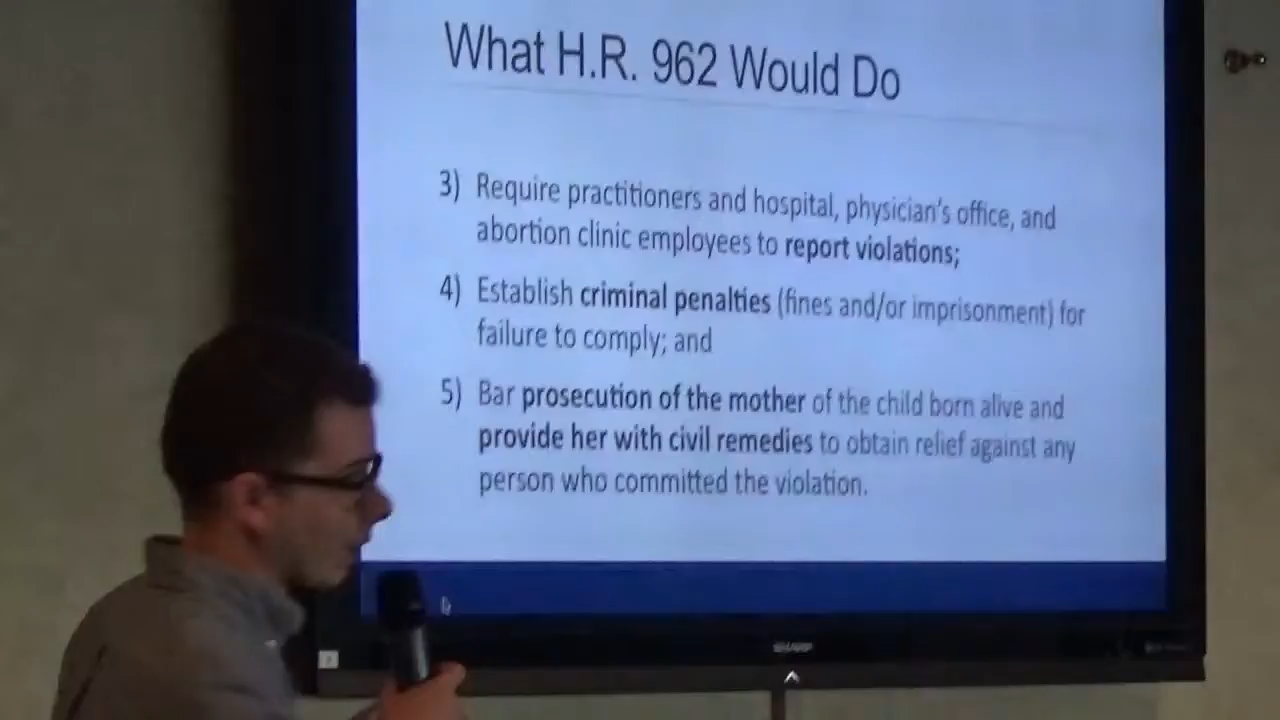 What H.R. 962 Would Do
3) Require practitioners and hospital, physician's office, and
abortion clinic employees to report violations;
4) Establish criminal penalties (fines and/or imprisonment) for
failure to comply; and
5) Bar prosecution of the mother of the child born alive and
provide her with civil remedies to obtain relief against any
person who committed the violation.
SHARP